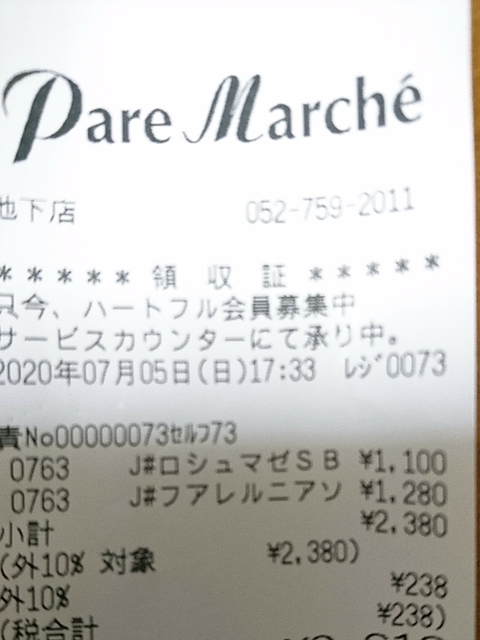 Pare Marché
地下店 052-759-2011
***** 領 収 証 *****
只今、ハートフル会員募集中
サービスカウンターにて承り中。
2020年07月05日(日)17:33 ﾚｼﾞ0073
責No00000073ｾﾙﾌ73
0763 J#ロシュマゼSB ¥1,100
0763 J#フアレルニアソ ¥1,280
小計 ¥2,380
(外10% 対象 ¥2,380)
外10% ¥238
(税合計 ¥238)